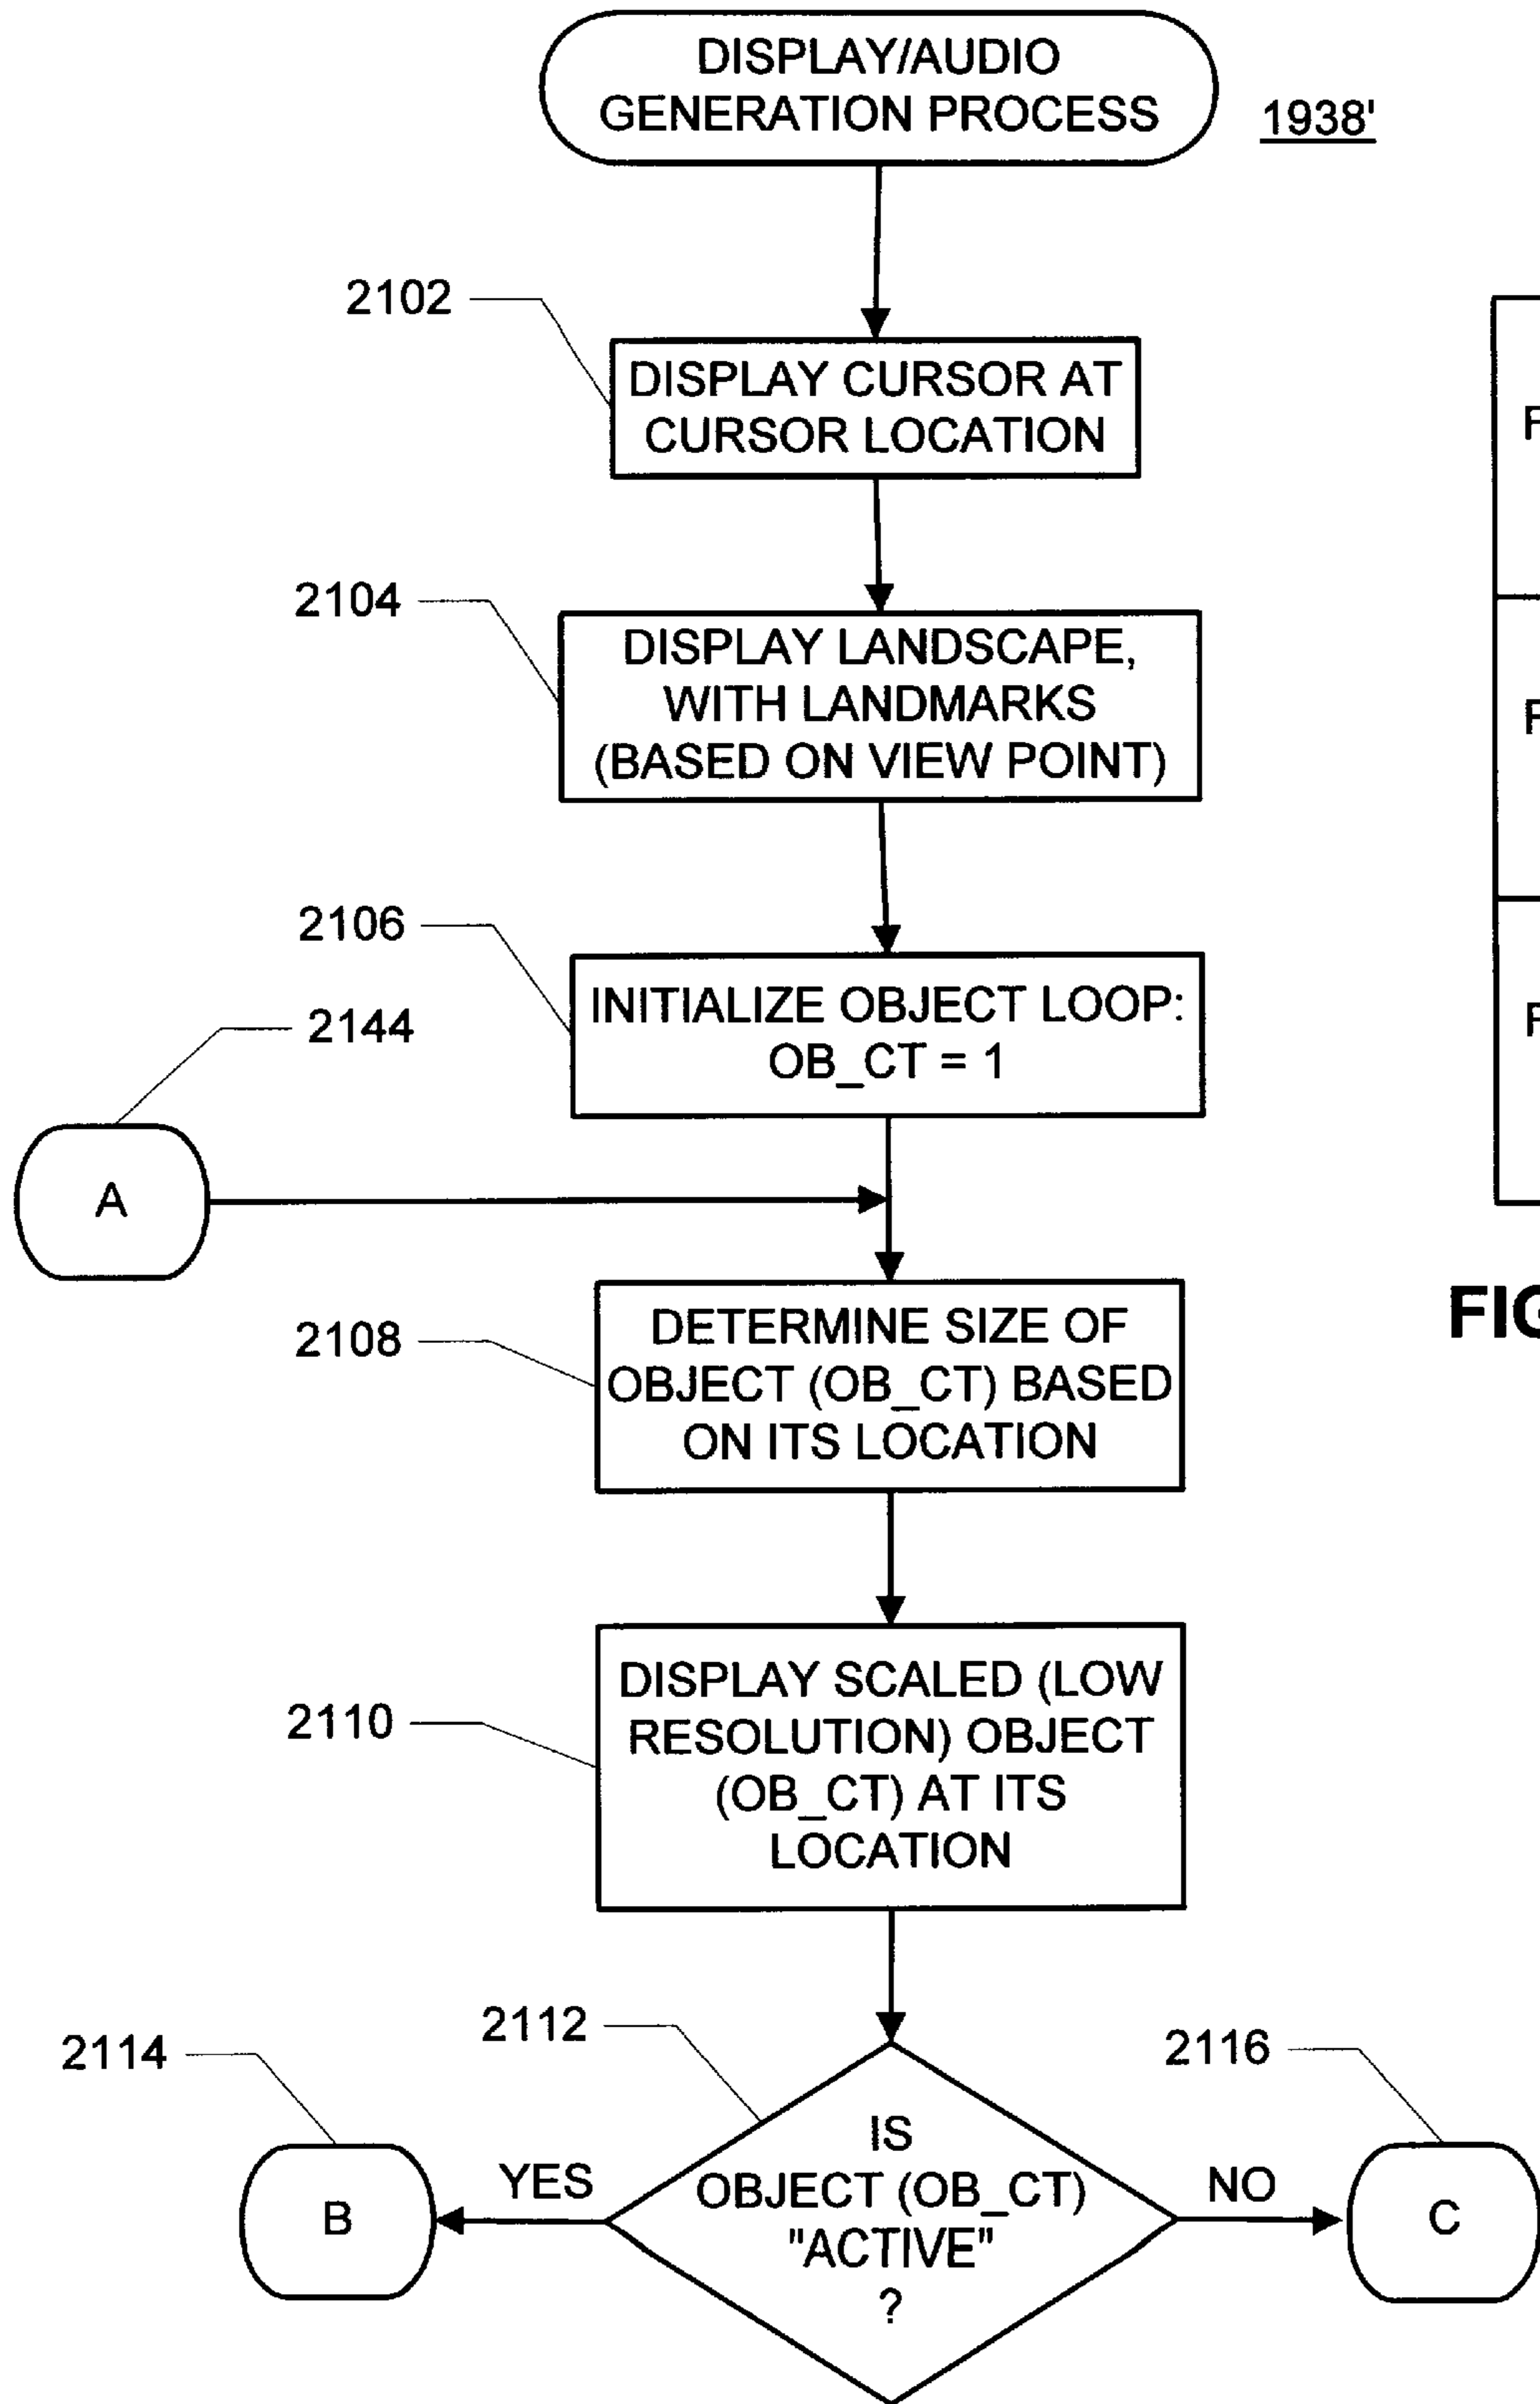 DISPLAY/AUDIO
GENERATION PROCESS
1938'
2102
DISPLAY CURSOR AT
CURSOR LOCATION
2104
DISPLAY LANDSCAPE,
WITH LANDMARKS
(BASED ON VIEW POINT)
2106
INITIALIZE OBJECT LOOP:
OB_CT = 1
2144
A
2108
DETERMINE SIZE OF
OBJECT (OB_CT) BASED
ON ITS LOCATION
2110
DISPLAY SCALED (LOW
RESOLUTION) OBJECT
(OB_CT) AT ITS
LOCATION
2112
2114
2116
IS
OBJECT (OB_CT)
"ACTIVE"
?
YES
NO
B
C